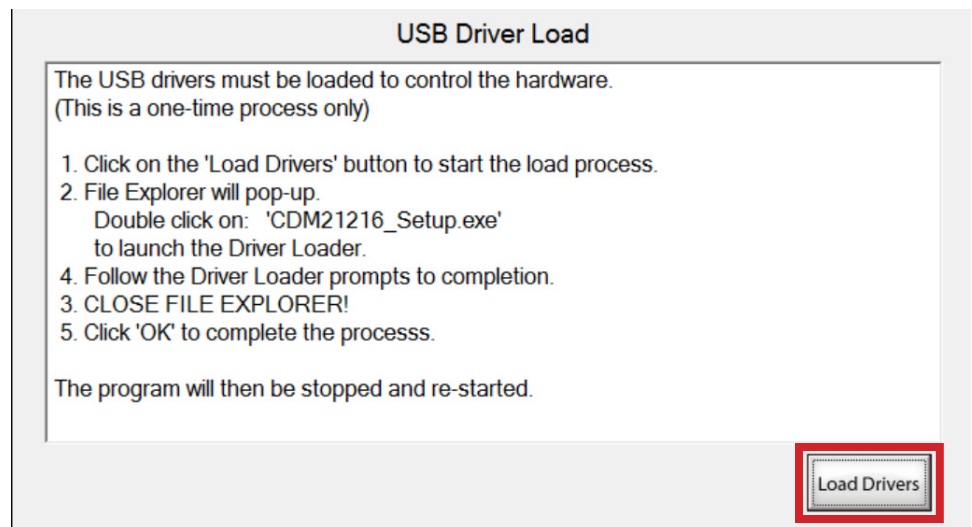 USB Driver Load
The USB drivers must be loaded to control the hardware.
(This is a one-time process only)
1. Click on the 'Load Drivers' button to start the load process.
2. File Explorer will pop-up.
Double click on: 'CDM21216_Setup.exe'
to launch the Driver Loader.
4. Follow the Driver Loader prompts to completion.
3. CLOSE FILE EXPLORER!
5. Click 'OK' to complete the processs.
The program will then be stopped and re-started.
Load Drivers